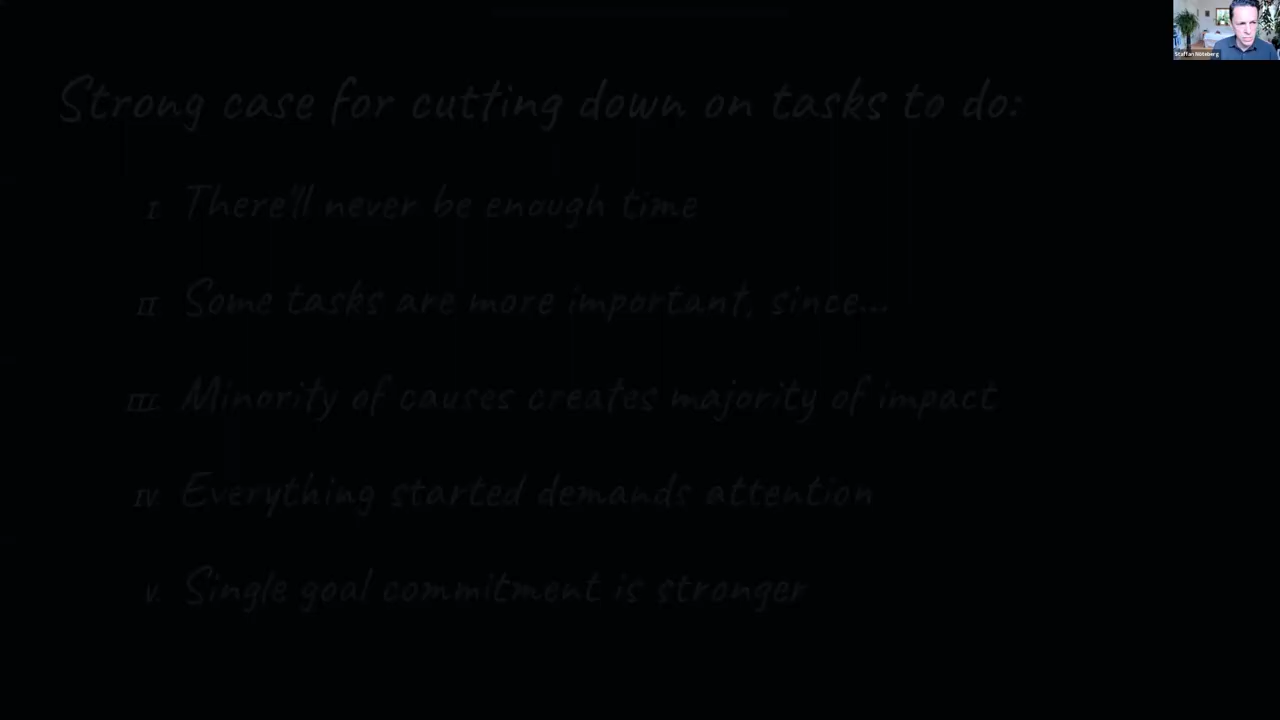 Staffan Nöteberg
Strong case for cutting down on tasks to do:
I. There'll never be enough time
II. Some tasks are more important, since...
III. Minority of causes creates majority of impact
IV. Everything started demands attention
V. Single goal commitment is stronger